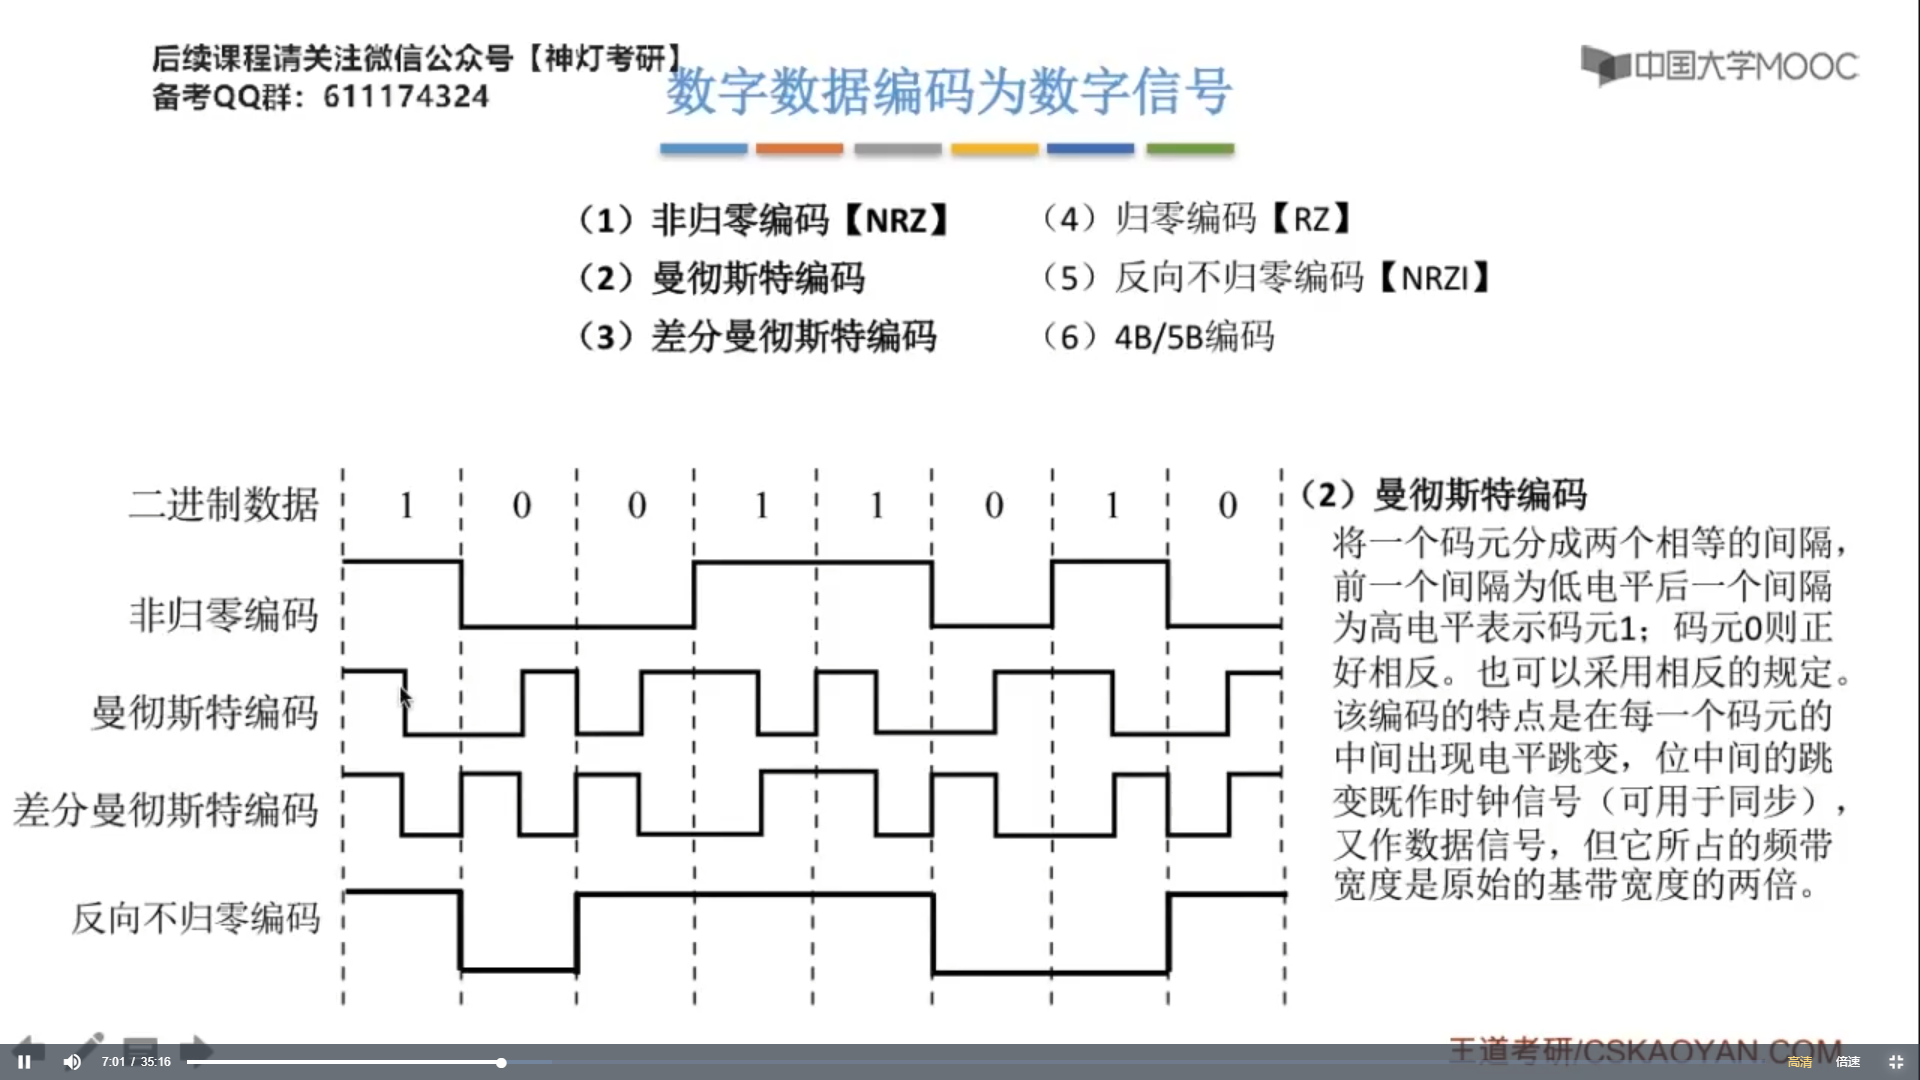 后续课程请关注微信公众号【神灯考研】
备考QQ群：611174324
中国大学MOOC
数字数据编码为数字信号
（1）非归零编码【NRZ】
（2）曼彻斯特编码
（3）差分曼彻斯特编码
（4）归零编码【RZ】
（5）反向不归零编码【NRZI】
（6）4B/5B编码
二进制数据 1 0 0 1 1 0 1 0
非归零编码
曼彻斯特编码
差分曼彻斯特编码
反向不归零编码
（2）曼彻斯特编码
将一个码元分成两个相等的间隔，
前一个间隔为低电平后一个间隔
为高电平表示码元1；码元0则正
好相反。也可以采用相反的规定。
该编码的特点是在每一个码元的
中间出现电平跳变，位中间的跳
变既作时钟信号（可用于同步），
又作数据信号，但它所占的频带
宽度是原始的基带宽度的两倍。
王道考研/CSKAOYAN.COM
7:01 / 35:16
高清 倍速